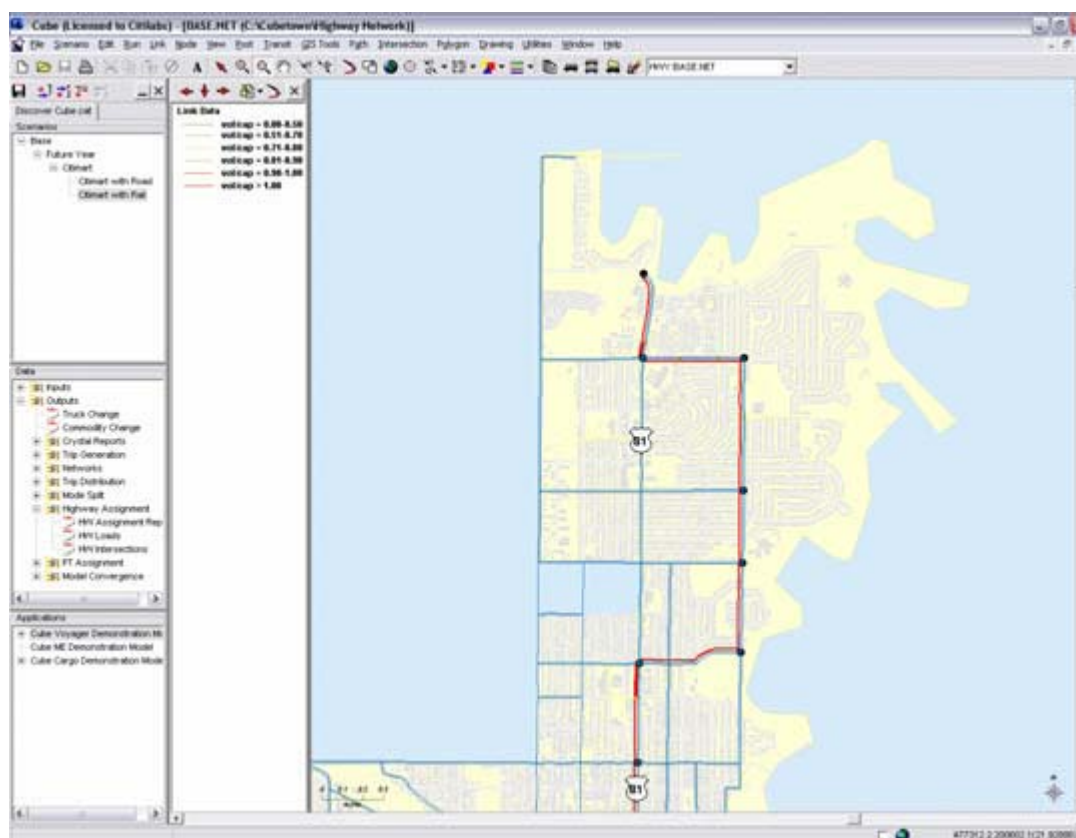 Cube (Licensed to Citilabs) - [BASE.NET (C:\Cubetown\Highway Network)]
File Scenario Edit Run Link Node View Post Transit GIS Tools Path Intersection Polygon Drawing Utilities Window Help
HWY BASE.NET
Discover Cube.cat
Scenarios
Base
Future Year
Citimart
Citimart with Road
Citimart with Rail
Link Data
vol/cap = 0.00-0.50
vol/cap = 0.51-0.70
vol/cap = 0.71-0.80
vol/cap = 0.81-0.90
vol/cap = 0.90-1.00
vol/cap > 1.00
81
Data
Inputs
Outputs
Truck Change
Commodity Change
Crystal Reports
Trip Generation
Networks
Trip Distribution
Mode Split
Highway Assignment
HWY Assignment Rep
HWY Loads
HWY Intersections
PT Assignment
Model Convergence
Applications
Cube Voyager Demonstration M
Cube ME Demonstration Model
Cube Cargo Demonstration Mode
81